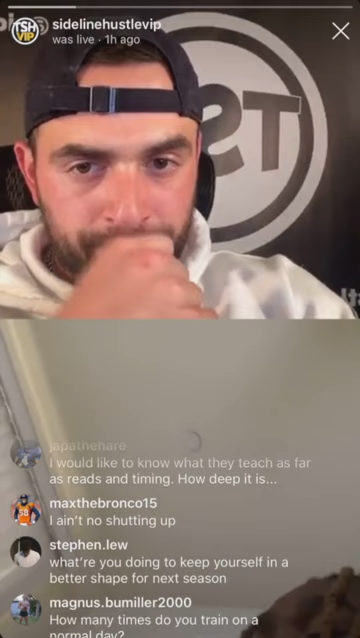 TSH
VIP
sidelinehustlevip
was live · 1h ago
japathehare
I would like to know what they teach as far
as reads and timing. How deep it is...
maxthebronco15
I ain't no shutting up
stephen.lew
what're you doing to keep yourself in a
better shape for next season
magnus.bumiller2000
How many times do you train on a
normal day?